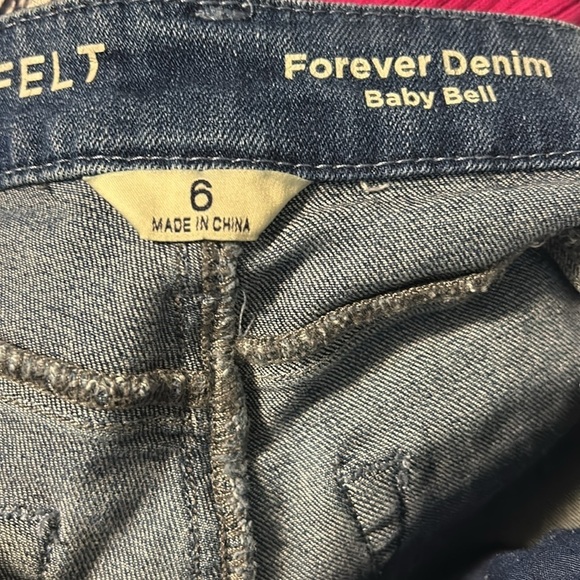 FELT
Forever Denim
Baby Bell
6
MADE IN CHINA